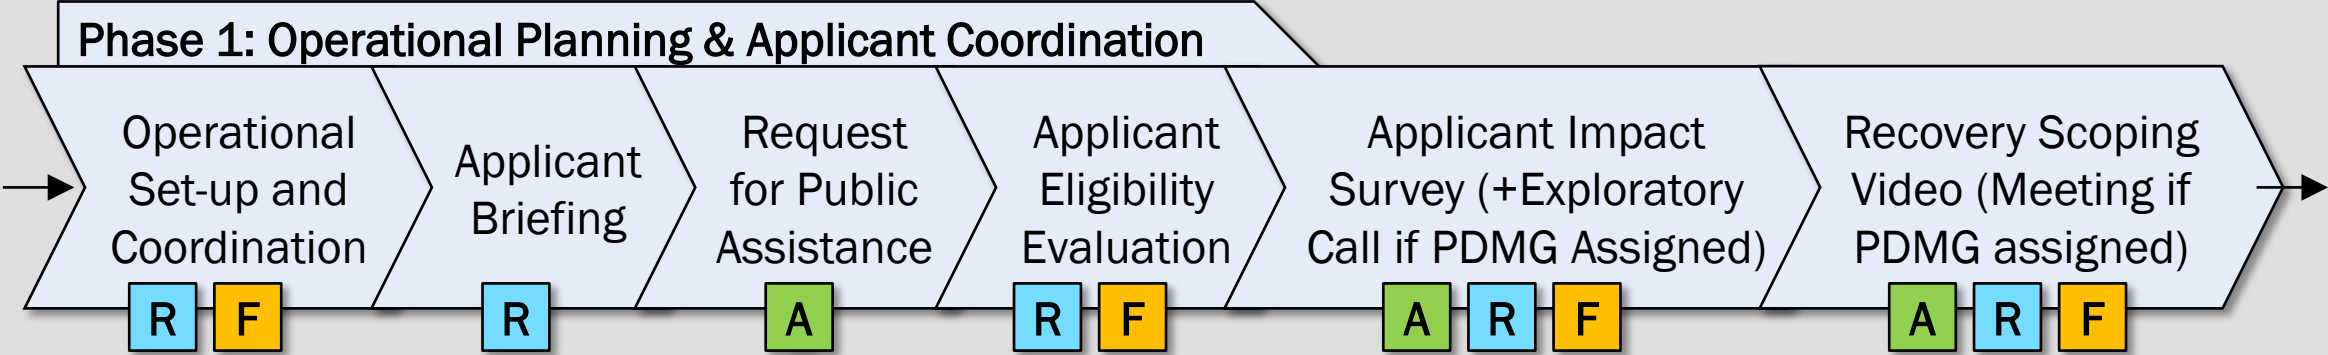 Phase 1: Operational Planning & Applicant Coordination
Operational
Set-up and
Coordination
R F
Applicant
Briefing
R
Request
for Public
Assistance
A
Applicant
Eligibility
Evaluation
R F
Applicant Impact
Survey (+Exploratory
Call if PDMG Assigned)
A R F
Recovery Scoping
Video (Meeting if
PDMG assigned)
A R F